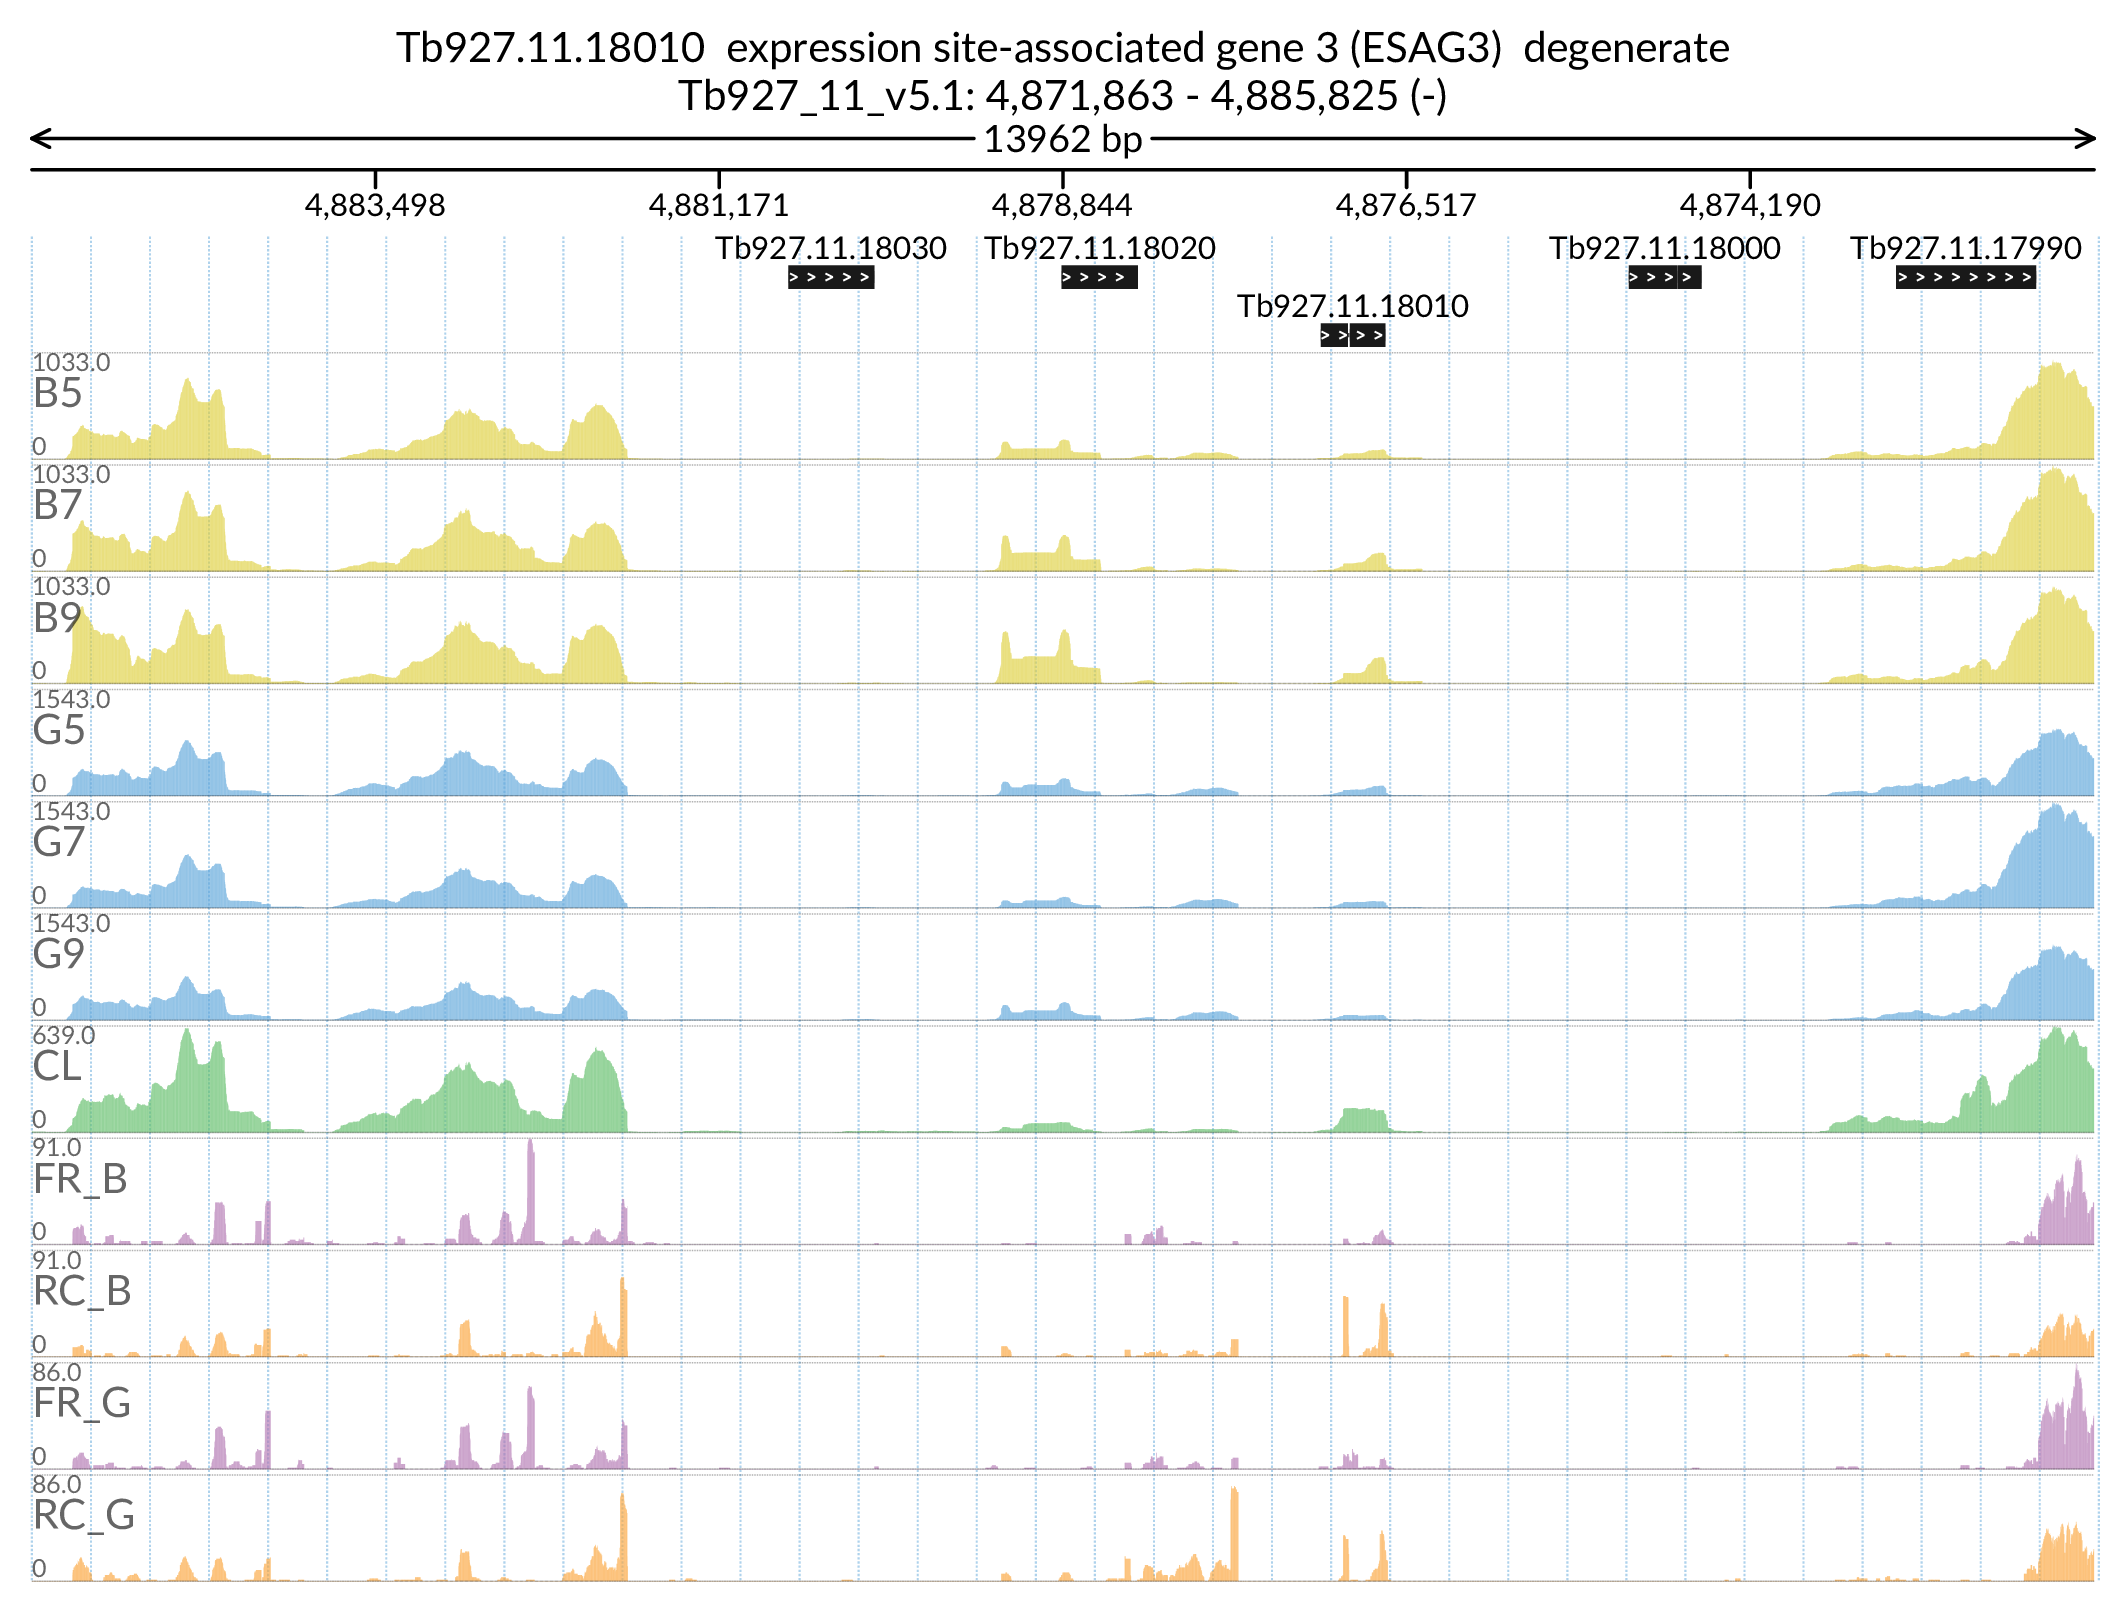 Tb927.11.18010  expression site-associated gene 3 (ESAG3)  degenerate
Tb927_11_v5.1: 4,871,863 - 4,885,825 (-)
13962 bp
4,883,498 4,881,171 4,878,844 4,876,517 4,874,190
Tb927.11.18030 Tb927.11.18020 Tb927.11.18000 Tb927.11.17990
Tb927.11.18010
1033.0
B5
0
1033.0
B7
0
1033.0
B9
0
1543.0
G5
0
1543.0
G7
0
1543.0
G9
0
639.0
CL
0
91.0
FR_B
0
91.0
RC_B
0
86.0
FR_G
0
86.0
RC_G
0